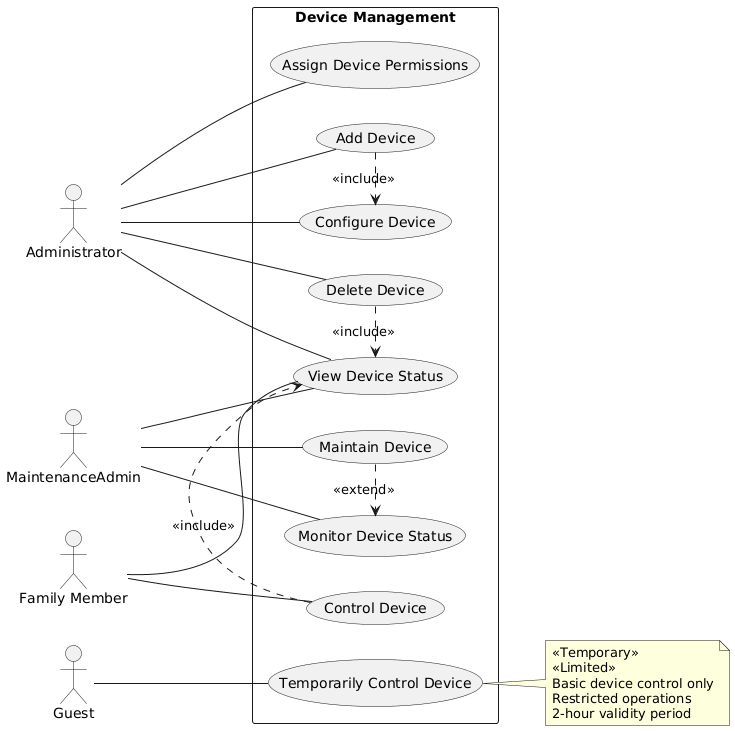 Device Management
Assign Device Permissions
Add Device
«include»
Configure Device
Administrator
Delete Device
«include»
View Device Status
MaintenanceAdmin
Maintain Device
«extend»
Monitor Device Status
«include»
Family Member
Control Device
Guest
Temporarily Control Device
«Temporary»
«Limited»
Basic device control only
Restricted operations
2-hour validity period